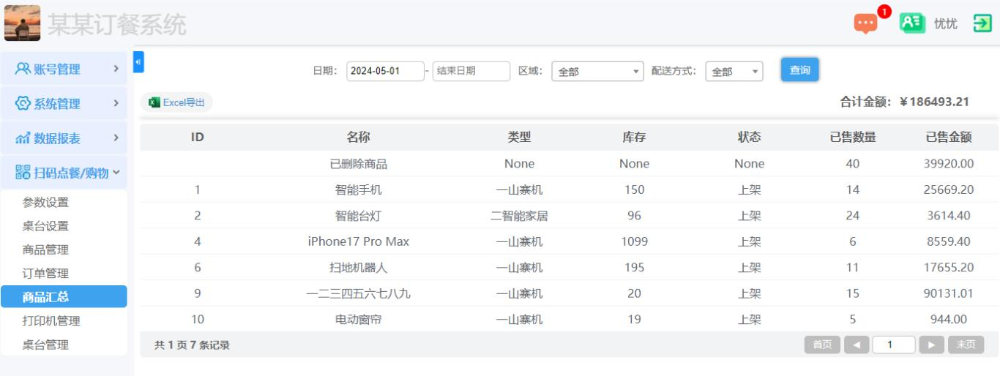 某某订餐系统
1
忧忧
账号管理
系统管理
数据报表
扫码点餐/购物
参数设置
桌台设置
商品管理
订单管理
商品汇总
打印机管理
桌台管理
日期： 2024-05-01 - 结束日期 区域： 全部 配送方式： 全部 查询
Excel导出 合计金额：￥186493.21
ID 名称 类型 库存 状态 已售数量 已售金额
已删除商品 None None None 40 39920.00
1 智能手机 一山寨机 150 上架 14 25669.20
2 智能台灯 二智能家居 96 上架 24 3614.40
4 iPhone17 Pro Max 一山寨机 1099 上架 6 8559.40
6 扫地机器人 一山寨机 195 上架 11 17655.20
9 一二三四五六七八九 一山寨机 20 上架 15 90131.01
10 电动窗帘 一山寨机 19 上架 5 944.00
共 1 页 7 条记录 首页 ◀ 1 ▶ 末页